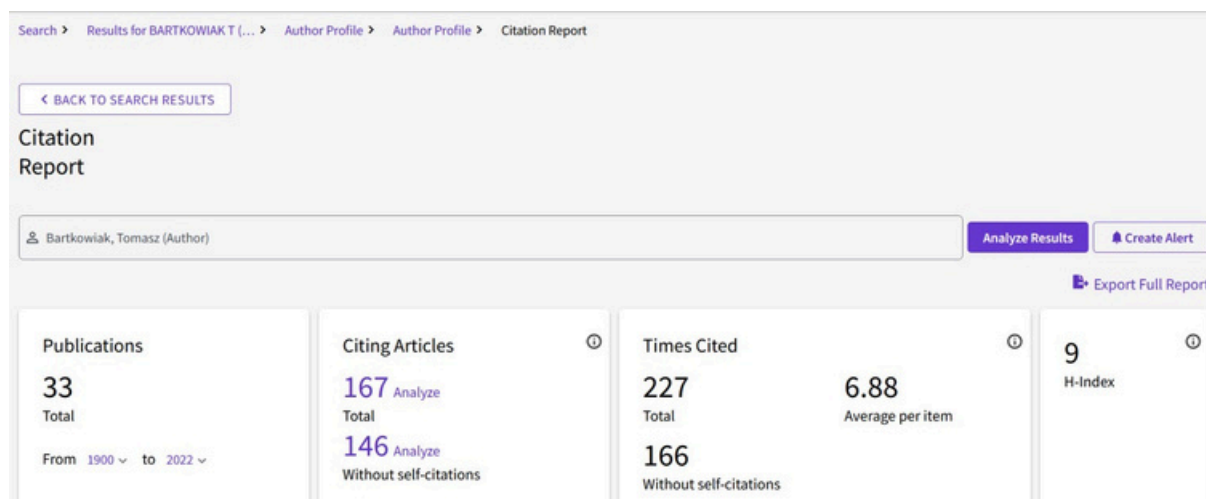 Search > Results for BARTKOWIAK T (... > Author Profile > Author Profile > Citation Report
< BACK TO SEARCH RESULTS
Citation
Report
Bartkowiak, Tomasz (Author)
Analyze Results
Create Alert
Export Full Report
Publications
33
Total
From 1900 to 2022
Citing Articles
167 Analyze
Total
146 Analyze
Without self-citations
Times Cited
227
Total
6.88
Average per item
166
Without self-citations
9
H-Index